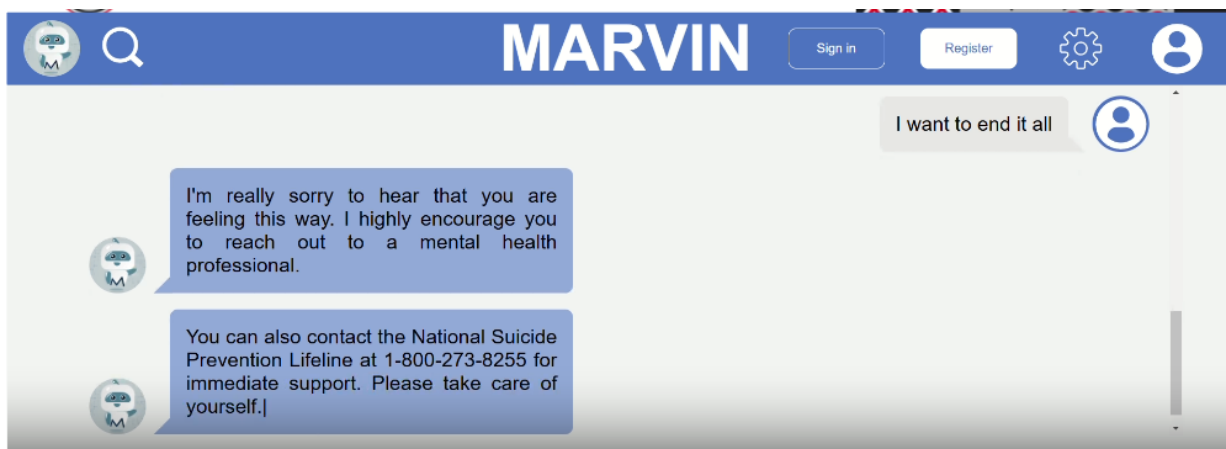 MARVIN
Sign in
Register
I want to end it all
I'm really sorry to hear that you are
feeling this way. I highly encourage you
to reach out to a mental health
professional.
You can also contact the National Suicide
Prevention Lifeline at 1-800-273-8255 for
immediate support. Please take care of
yourself.|